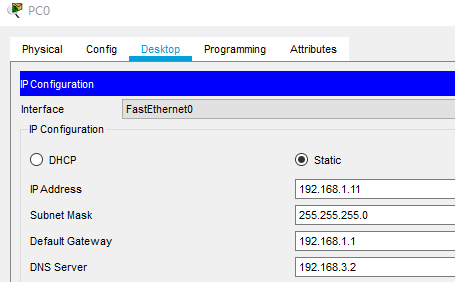 PC0
Physical Config Desktop Programming Attributes
IP Configuration
Interface FastEthernet0
IP Configuration
DHCP Static
IP Address 192.168.1.11
Subnet Mask 255.255.255.0
Default Gateway 192.168.1.1
DNS Server 192.168.3.2